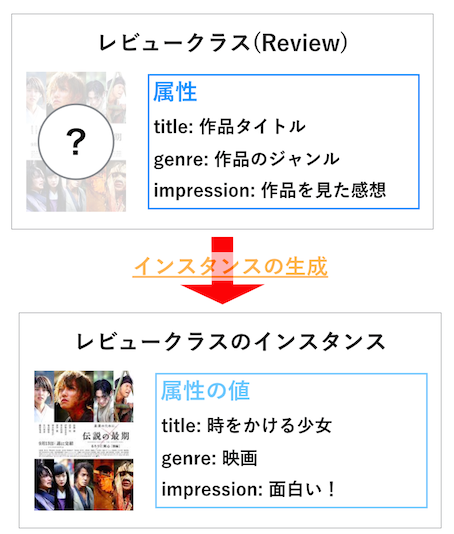 レビュークラス(Review)
?
属性
title: 作品タイトル
genre: 作品のジャンル
impression: 作品を見た感想
インスタンスの生成
レビュークラスのインスタンス
伝説の最期
属性の値
title: 時をかける少女
genre: 映画
impression: 面白い！